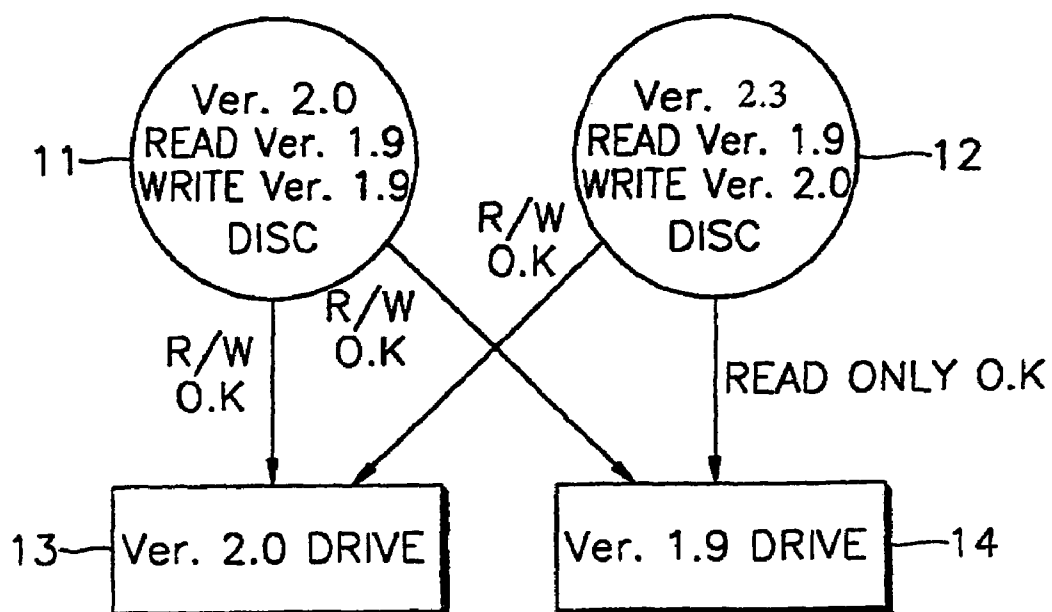 Ver. 2.0
READ Ver. 1.9
WRITE Ver. 1.9
DISC
11
Ver. 2.3
READ Ver. 1.9
WRITE Ver. 2.0
DISC
12
R/W
O.K
R/W
O.K
R/W
O.K
READ ONLY O.K
13
Ver. 2.0 DRIVE
Ver. 1.9 DRIVE
14